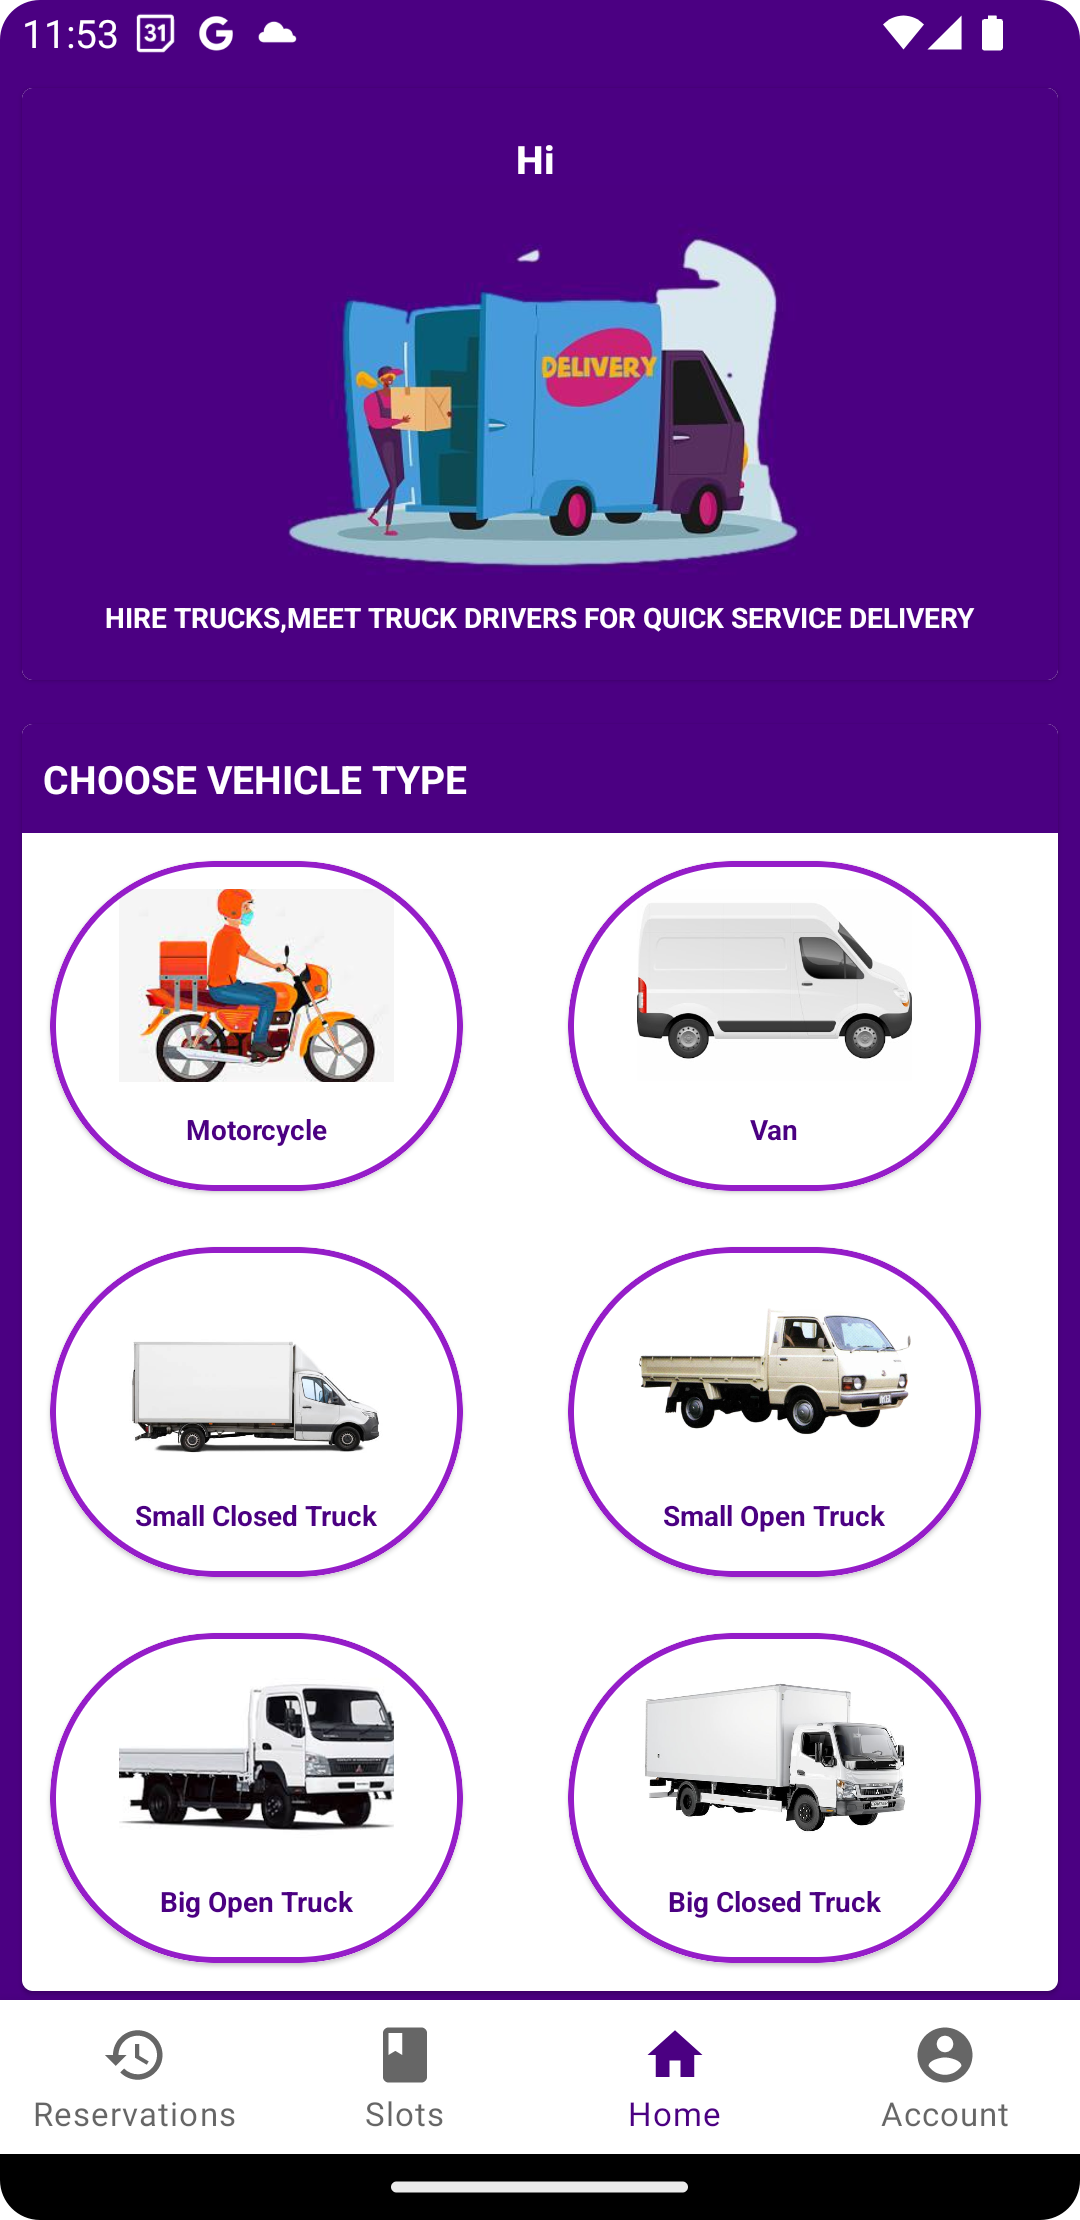 11:53 31 G
Hi
DELIVERY
HIRE TRUCKS,MEET TRUCK DRIVERS FOR QUICK SERVICE DELIVERY
CHOOSE VEHICLE TYPE
Motorcycle Van
Small Closed Truck Small Open Truck
Big Open Truck Big Closed Truck
Reservations Slots Home Account